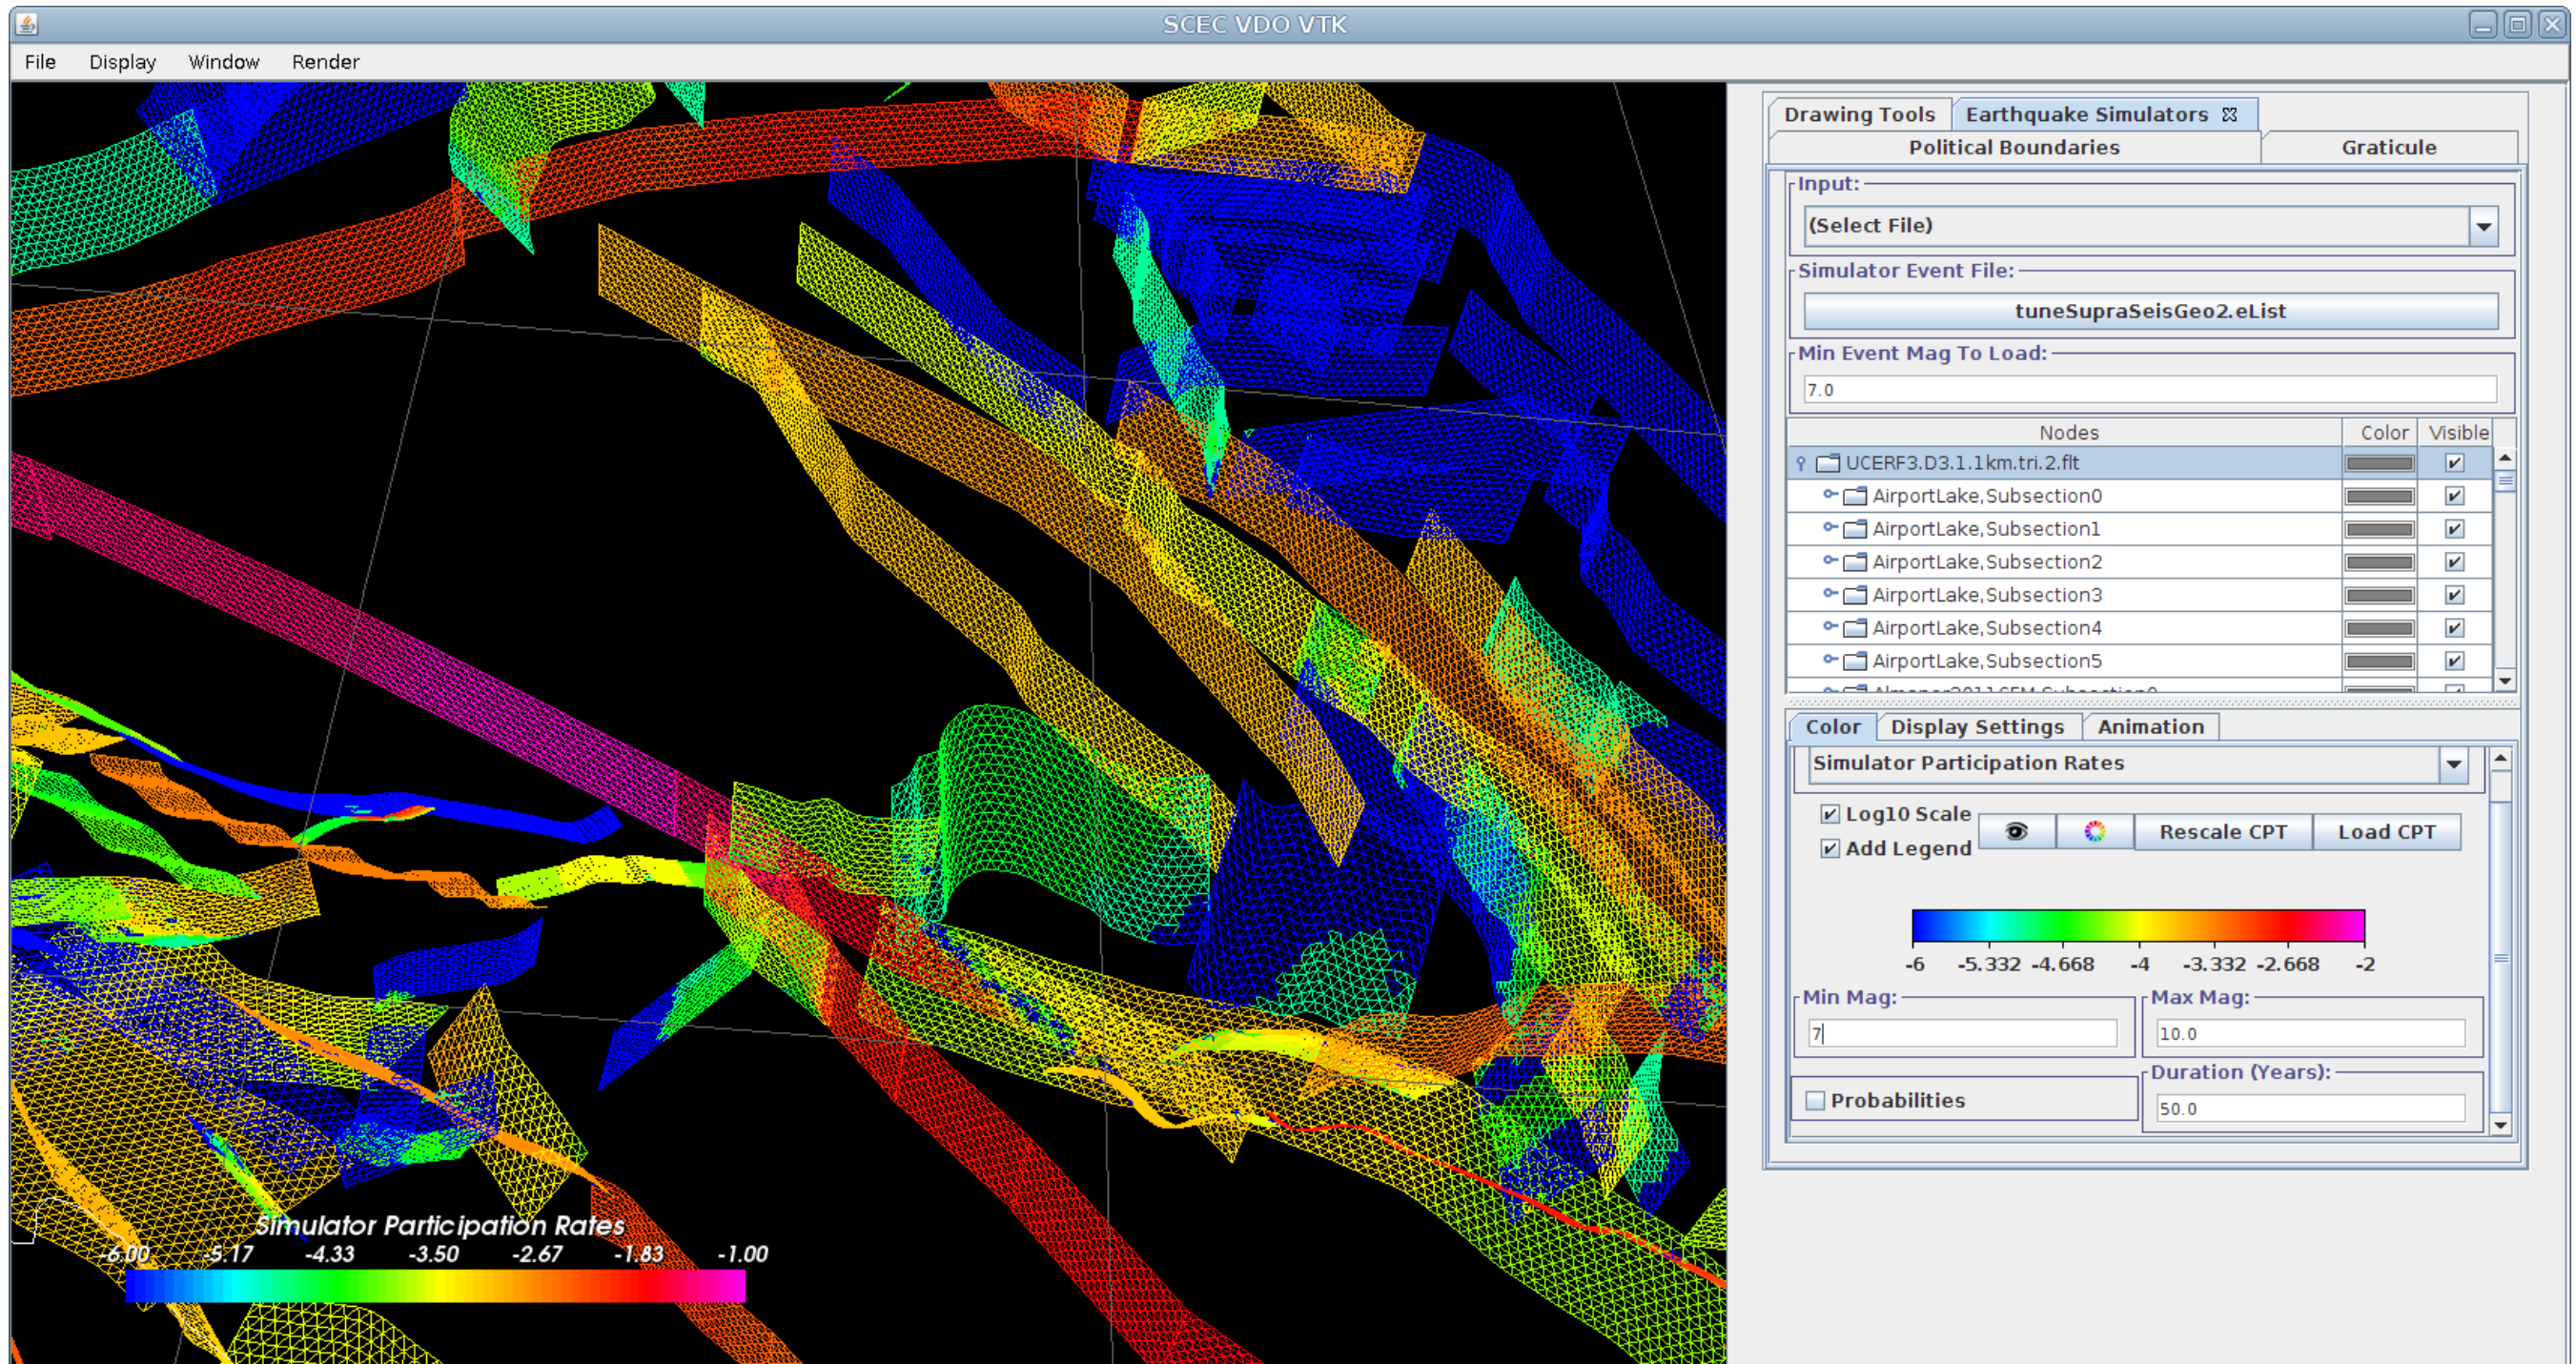 SCEC VDO VTK
File Display Window Render
Drawing Tools Earthquake Simulators
Political Boundaries Graticule
Input:
(Select File)
Simulator Event File:
tuneSupraSeisGeo2.eList
Min Event Mag To Load:
7.0
Nodes Color Visible
UCERF3.D3.1.1km.tri.2.flt
AirportLake,Subsection0
AirportLake,Subsection1
AirportLake,Subsection2
AirportLake,Subsection3
AirportLake,Subsection4
AirportLake,Subsection5
Color Display Settings Animation
Simulator Participation Rates
Log10 Scale
Add Legend
Rescale CPT Load CPT
-6 -5.332 -4.668 -4 -3.332 -2.668 -2
Min Mag: Max Mag:
7 10.0
Probabilities
Duration (Years):
50.0
Simulator Participation Rates
-6.00 -5.17 -4.33 -3.50 -2.67 -1.83 -1.00